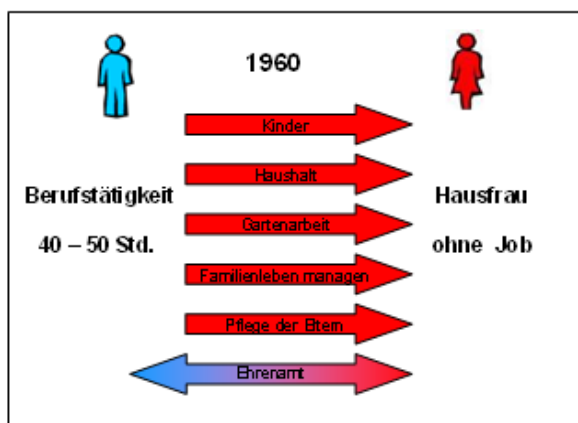 1960
Kinder
Haushalt
Berufstätigkeit
Hausfrau
Gartenarbeit
40 – 50 Std.
ohne Job
Familienleben managen
Pflege der Eltern
Ehrenamt